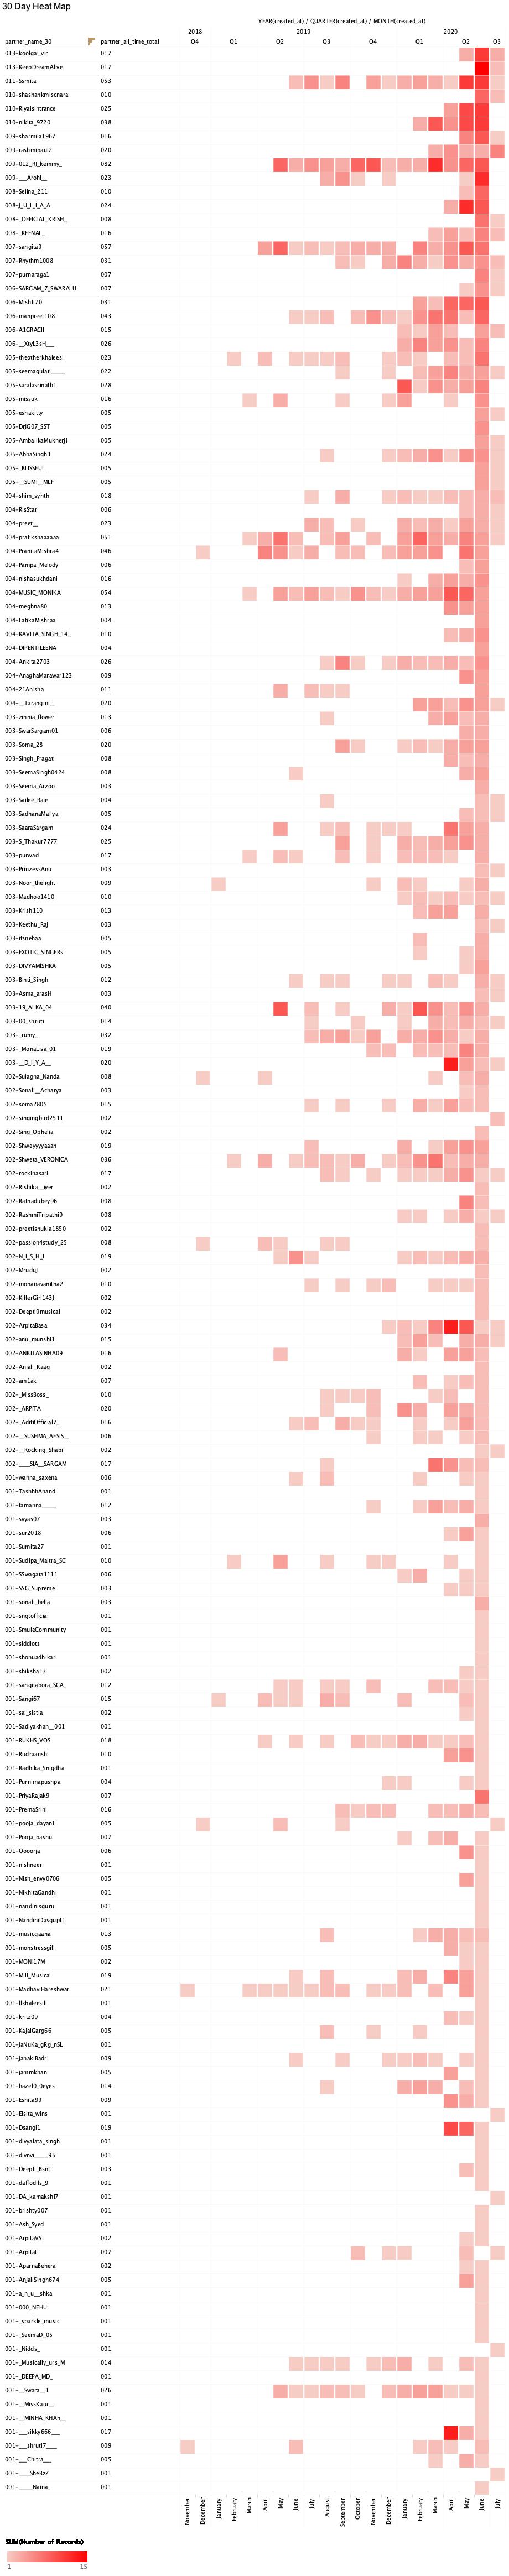 30 Day Heat Map
YEAR(created_at) / QUARTER(created_at) / MONTH(created_at)
2018 2019 2020
partner_name_30 partner_all_time_total Q4 Q1 Q2 Q3 Q4 Q1 Q2 Q3
013-koolgal_vir 017
013-KeepDreamAlive 017
011-Ssmita 053
010-shashankmiscnara 010
010-Riyaisintrance 025
010-nikita_9720 038
009-sharmila1967 016
009-rashmipaul2 020
009-012_RJ_kemmy_ 082
009-___Arohi__ 023
008-Selina_211 010
008-J_U_L_I_A_A 024
008-_OFFICIAL_KRISH_ 008
008-_KEENAL_ 016
007-sangita9 057
007-Rhythm1008 031
007-purnaraga1 007
006-SARGAM_7_SWARALU 007
006-Mishti70 031
006-manpreet108 043
006-A1GRACII 015
006-__XtyL3sH___ 026
005-theotherkhaleesi 023
005-seemagulati_____ 022
005-saralasrinath1 028
005-missuk 016
005-eshakitty 005
005-DrJG07_SST 005
005-AmbalikaMukherji 005
005-AbhaSingh1 024
005-_BLISSFUL 005
005-__SUMI__MLF 005
004-shim_synth 018
004-RisStar 006
004-preet__ 023
004-pratikshaaaaaa 051
004-PranitaMishra4 046
004-Pampa_Melody 006
004-nishasukhdani 016
004-MUSIC_MONIKA 054
004-meghna80 013
004-LatikaMishraa 004
004-KAVITA_SINGH_14_ 010
004-DIPENTILEENA 004
004-Ankita2703 026
004-AnaghaMarawar123 009
004-21Anisha 011
004-__Tarangini__ 020
003-zinnia_flower 013
003-SwarSargam01 006
003-Soma_28 020
003-Singh_Pragati 008
003-SeemaSingh0424 008
003-Seema_Arzoo 003
003-Sailee_Raje 004
003-SadhanaMallya 005
003-SaaraSargam 024
003-S_Thakur7777 025
003-purwad 017
003-PrinzessAnu 003
003-Noor_thelight 009
003-Madhoo1410 010
003-Krish110 013
003-Keethu_Raj 003
003-itsnehaa 005
003-EXOTIC_SINGERs 005
003-DIVYAMISHRA 005
003-Binti_Singh 012
003-Asma_arasH 003
003-19_ALKA_04 040
003-00_shruti 014
003-_rumy_ 032
003-_MonaLisa_01 019
003-__D_I_Y_A__ 020
002-Sulagna_Nanda 008
002-Sonali__Acharya 003
002-soma2805 015
002-singingbird2511 002
002-Sing_Ophelia 002
002-Shweyyyyaaah 019
002-Shweta_VERONICA 036
002-rockinasari 017
002-Rishika__iyer 002
002-Ratnadubey96 008
002-RashmiTripathi9 008
002-preetishukla1850 002
002-passion4study_25 008
002-N_I_S_H_I 019
002-MruduJ 002
002-monanavanitha2 010
002-KillerGirl143J 002
002-Deepti9musical 002
002-ArpitaBasa 034
002-anu_munshi1 015
002-ANKITASINHA09 016
002-Anjali_Raag 002
002-am1ak 007
002-_MissBoss_ 010
002-_ARPITA 020
002-_AditiOfficial7_ 016
002-__SUSHMA_AESIS__ 006
002-__Rocking_Shabi 002
002-____SIA__SARGAM 017
001-wanna_saxena 006
001-TashhhAnand 001
001-tamanna_____ 012
001-svyas07 003
001-sur2018 006
001-Sumita27 001
001-Sudipa_Maitra_SC 010
001-SSwagata1111 006
001-SSG_Supreme 003
001-sonali_bella 003
001-sngtofficial 001
001-SmuleCommunity 001
001-siddlots 001
001-shonuadhikari 001
001-shiksha13 002
001-sangitabora_SCA_ 012
001-Sangi67 015
001-sai_sistla 002
001-Sadiyakhan__001 001
001-RUKHS_VOS 018
001-Rudraanshi 010
001-Radhika_Snigdha 001
001-Purnimapushpa 004
001-PriyaRajak9 007
001-PremaSrini 016
001-pooja_dayani 005
001-Pooja_bashu 007
001-Oooorja 006
001-nishneer 001
001-Nish_envy0706 005
001-NikhitaGandhi 001
001-nandinisguru 001
001-NandiniDasgupt1 001
001-musicgaana 013
001-monstressgill 005
001-MONI17M 002
001-Mili_Musical 019
001-MadhaviHareshwar 021
001-llkhaleesill 001
001-kritz09 004
001-KajalGarg66 005
001-JaNuKa_gRg_nSL 001
001-JanakiBadri 009
001-jammkhan 005
001-hazel0_0eyes 014
001-Eshita99 009
001-Elsita_wins 001
001-Dsangi1 019
001-divyalata_singh 001
001-divnvi_____95 001
001-Deepti_Bsnt 003
001-daffodils_9 001
001-DA_kamakshi7 001
001-brishty007 001
001-Ash_Syed 001
001-ArpitaVS 002
001-ArpitaL 007
001-AparnaBehera 002
001-AnjaliSingh674 005
001-a_n_u__shka 001
001-000_NEHU 001
001-_sparkle_music 001
001-_SeemaD_05 001
001-_Nidds_ 001
001-_Musically_urs_M 014
001-_DEEPA_MD_ 001
001-__Swara__1 026
001-__MissKaur__ 001
001-__MINHA_KHAn__ 001
001-___sikky666___ 017
001-___shruti7____ 009
001-___Chitra___ 005
001-____SheBzZ 001
001-_____Naina_ 001
November December January February March April May June July August September October November December January February March April May June July
SUM(Number of Records)
1 15